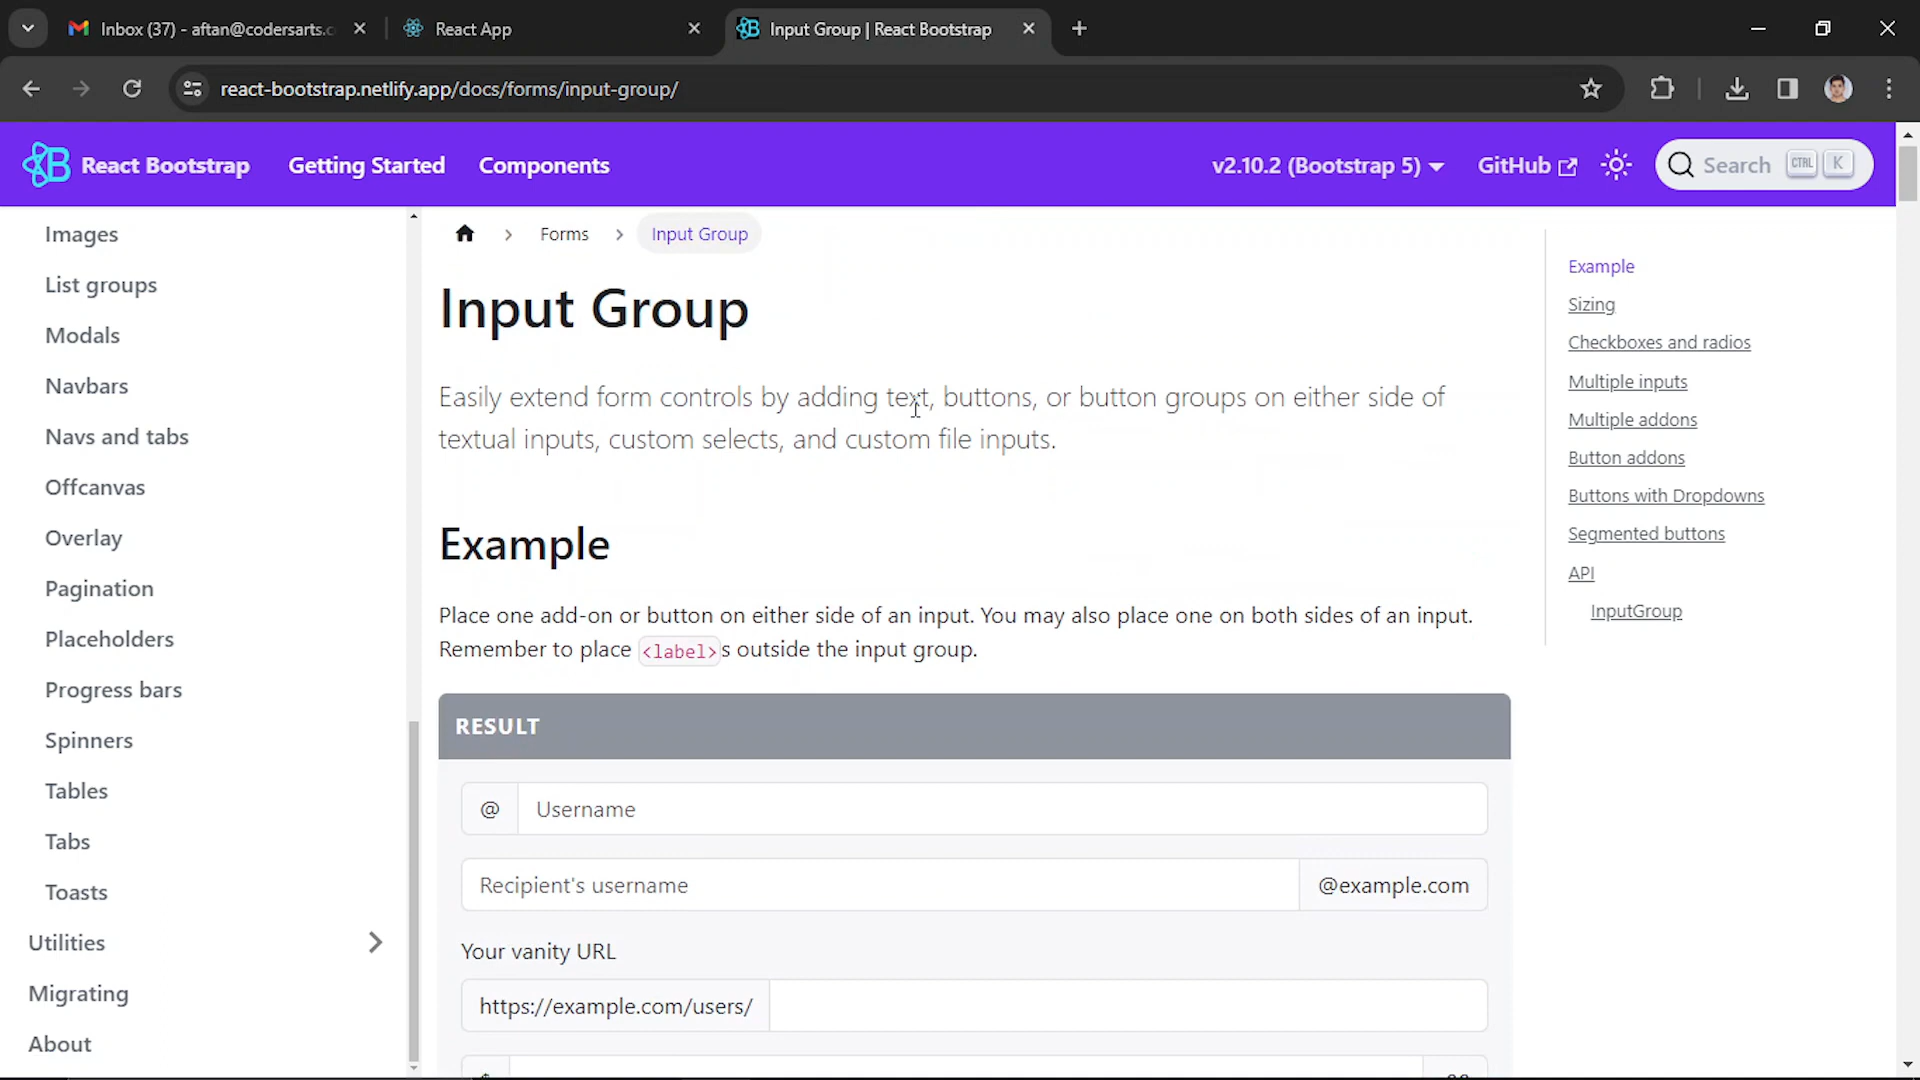 Inbox (37) - aftan@codersarts.c
React App
Input Group | React Bootstrap
react-bootstrap.netlify.app/docs/forms/input-group/
React Bootstrap
Getting Started
Components
v2.10.2 (Bootstrap 5)
GitHub
Search
CTRL
K
Images
List groups
Modals
Navbars
Navs and tabs
Offcanvas
Overlay
Pagination
Placeholders
Progress bars
Spinners
Tables
Tabs
Toasts
Utilities
Migrating
About
Forms
Input Group
Input Group
Easily extend form controls by adding text, buttons, or button groups on either side of
textual inputs, custom selects, and custom file inputs.
Example
Place one add-on or button on either side of an input. You may also place one on both sides of an input.
Remember to place <label>s outside the input group.
RESULT
@ Username
Recipient's username @example.com
Your vanity URL
https://example.com/users/
Example
Sizing
Checkboxes and radios
Multiple inputs
Multiple addons
Button addons
Buttons with Dropdowns
Segmented buttons
API
InputGroup